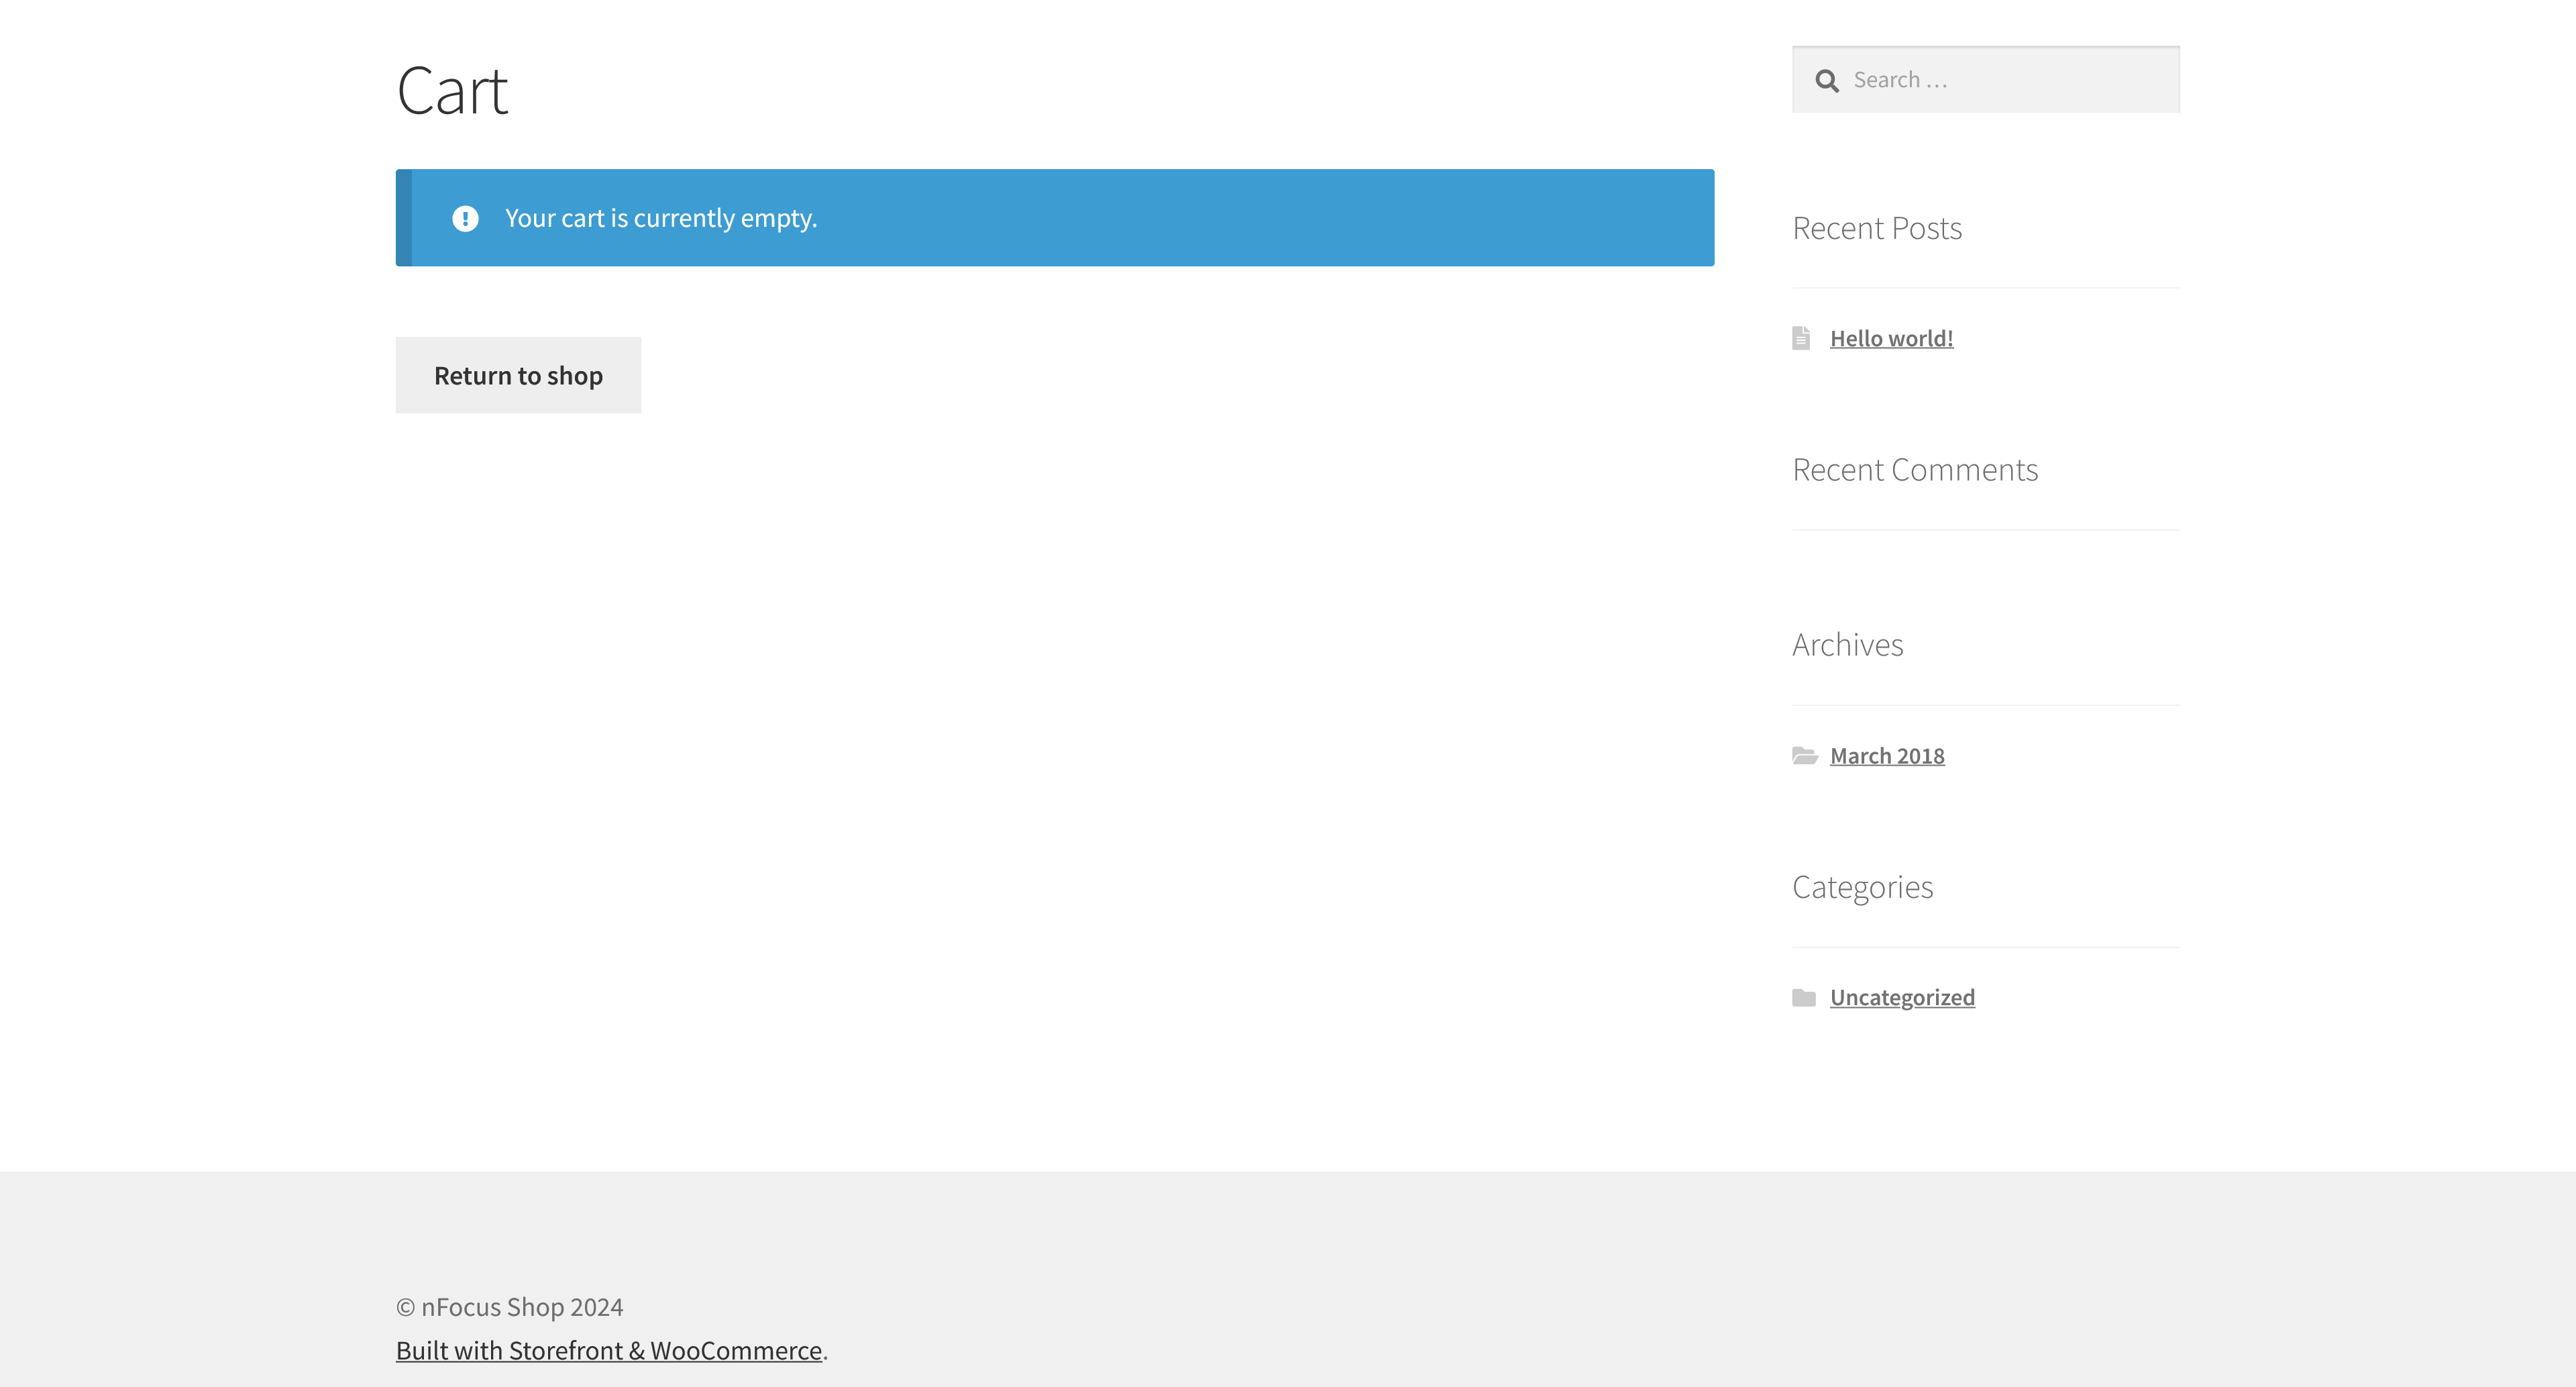 Cart
Your cart is currently empty.
Return to shop
Search …
Recent Posts
Hello world!
Recent Comments
Archives
March 2018
Categories
Uncategorized
© nFocus Shop 2024
Built with Storefront & WooCommerce.